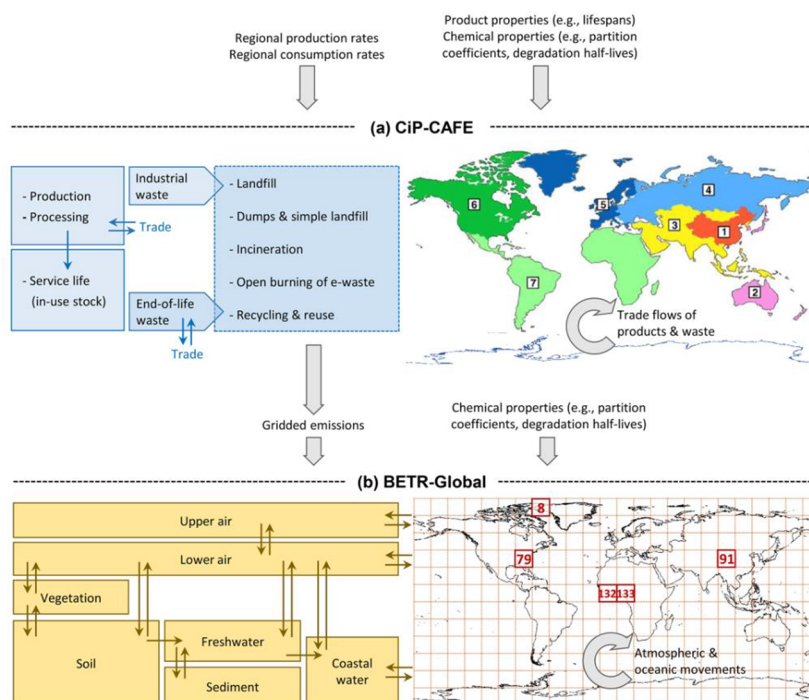 Regional production rates
Regional consumption rates
Product properties (e.g., lifespans)
Chemical properties (e.g., partition
coefficients, degradation half-lives)
(a) CiP-CAFE
- Production
- Processing
Trade
Industrial
waste
- Service life
(in-use stock)
End-of-life
waste
Trade
- Landfill
- Dumps & simple landfill
- Incineration
- Open burning of e-waste
- Recycling & reuse
6
5
4
3
1
7
2
Trade flows of
products & waste
Gridded emissions
Chemical properties (e.g., partition
coefficients, degradation half-lives)
(b) BETR-Global
Upper air
Lower air
Vegetation
Soil
Freshwater
Sediment
Coastal
water
8
79
91
132
133
Atmospheric &
oceanic movements